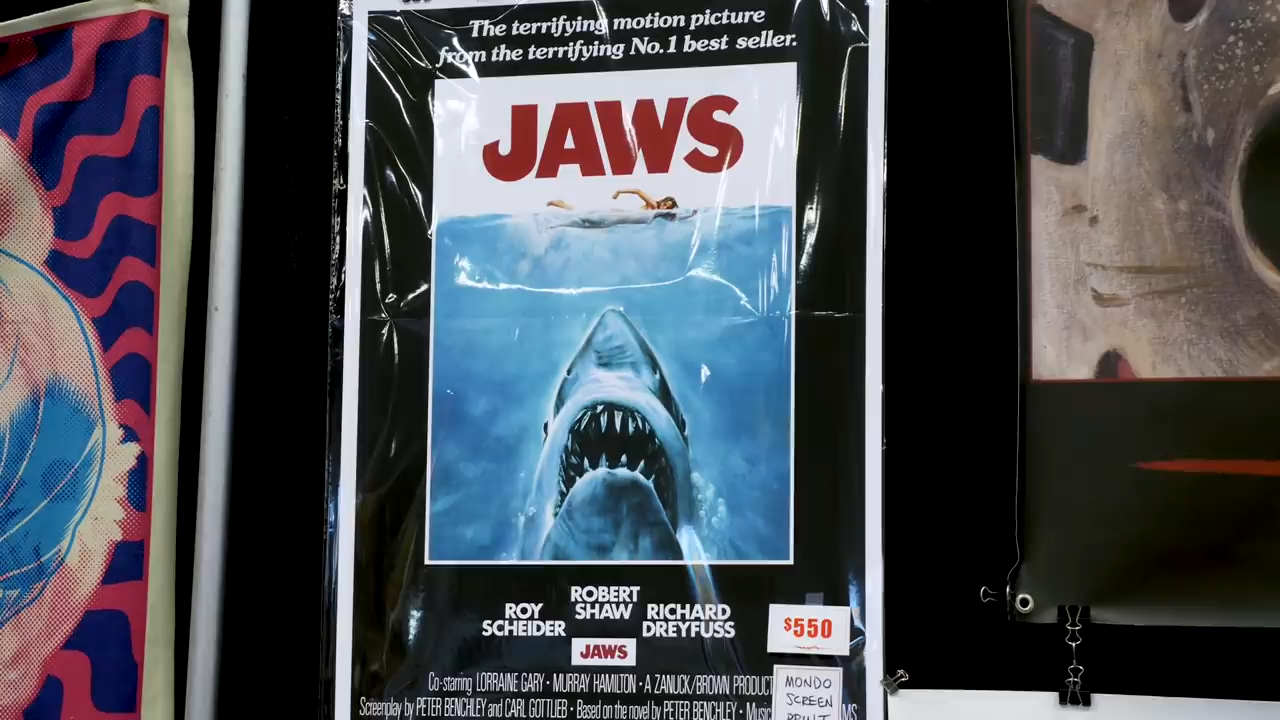 The terrifying motion picture
from the terrifying No. 1 best seller.
JAWS
ROBERT
SHAW
ROY
SCHEIDER
RICHARD
DREYFUSS
$550
JAWS
Co-starring LORRAINE GARY • MURRAY HAMILTON • A ZANUCK/BROWN PRODUCT
Screenplay by PETER BENCHLEY and CARL GOTTLIEB • Based on the novel by PETER BENCHLEY • Music
MONDO
SCREEN
PRINT